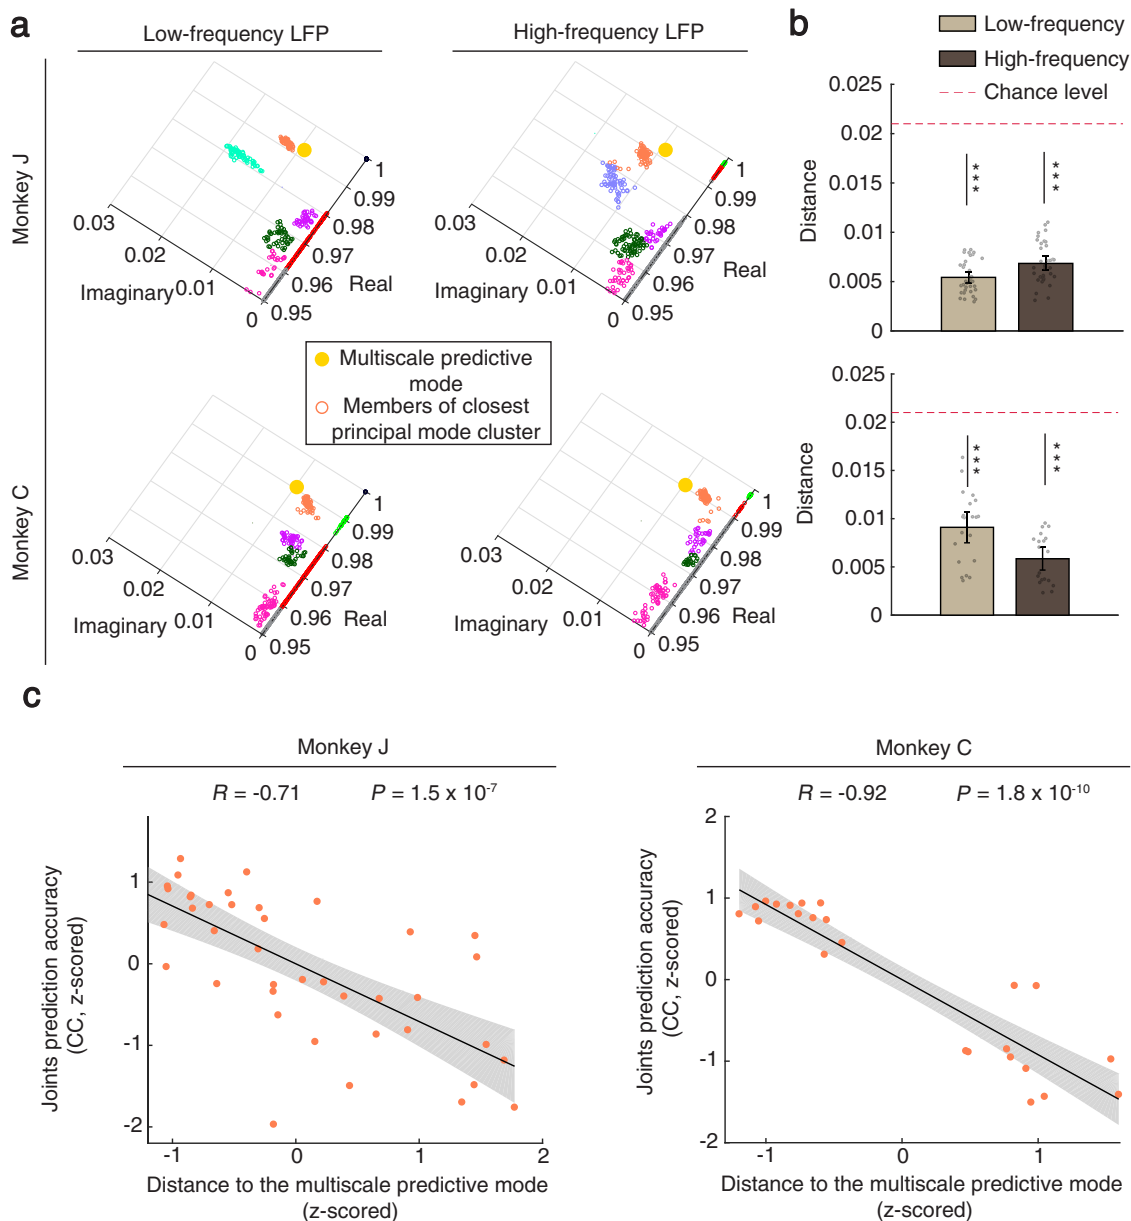 a
Low-frequency LFP
High-frequency LFP
b
Low-frequency
High-frequency
Chance level
Monkey J
1
0.99
0.98
0.97
0.96
0.95
Real
0.03
0.02
0.01
0
Imaginary
1
0.99
0.98
0.97
0.96
0.95
Real
0.03
0.02
0.01
0
Imaginary
Distance
0.025
0.02
0.015
0.01
0.005
0
***
***
Multiscale predictive
mode
Members of closest
principal mode cluster
Monkey C
1
0.99
0.98
0.97
0.96
0.95
Real
0.03
0.02
0.01
0
Imaginary
1
0.99
0.98
0.97
0.96
0.95
Real
0.03
0.02
0.01
0
Imaginary
Distance
0.025
0.02
0.015
0.01
0.005
0
***
***
c
Monkey J
R = -0.71 P = 1.5 x 10⁻⁷
Joints prediction accuracy
(CC, z-scored)
1
0
-1
-2
-1 0 1 2
Distance to the multiscale predictive mode
(z-scored)
Monkey C
R = -0.92 P = 1.8 x 10⁻¹⁰
Joints prediction accuracy
(CC, z-scored)
2
1
0
-1
-2
-1 0 1
Distance to the multiscale predictive mode
(z-scored)